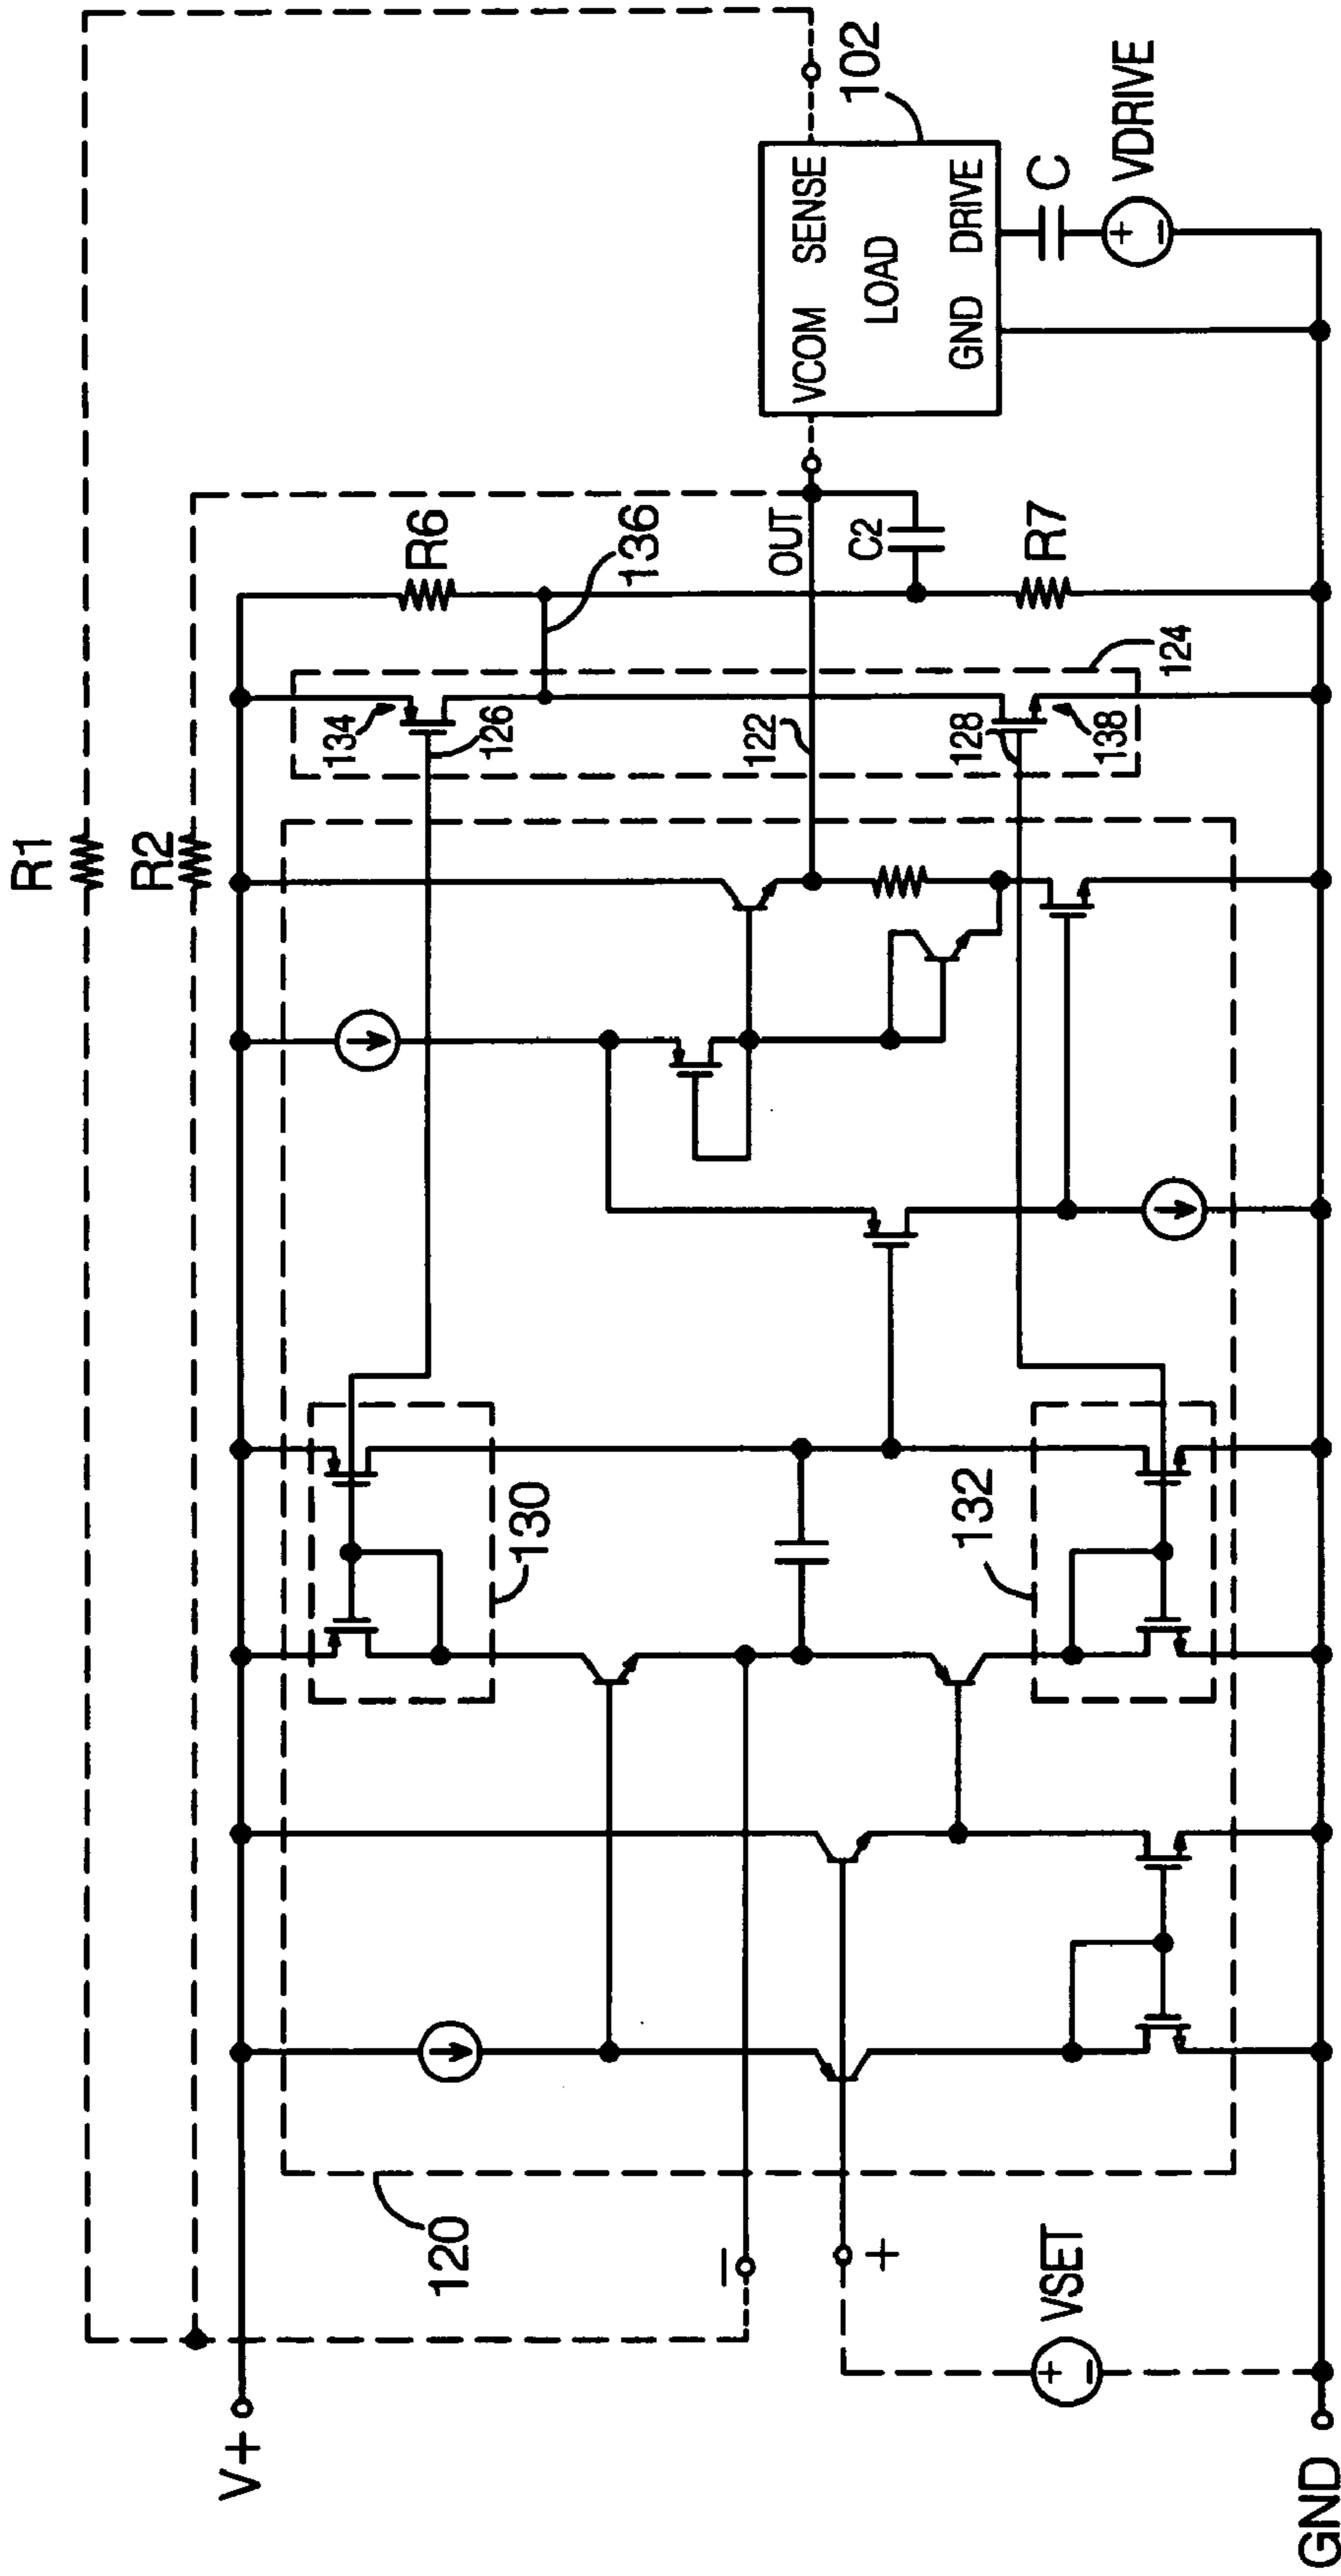 R1
R2
V+
R6
136
134
126
122
OUT
C2
128
138
124
R7
VCOM SENSE
LOAD
GND DRIVE
102
C
+
−
VDRIVE
130
132
120
−
+
VSET
+
−
GND